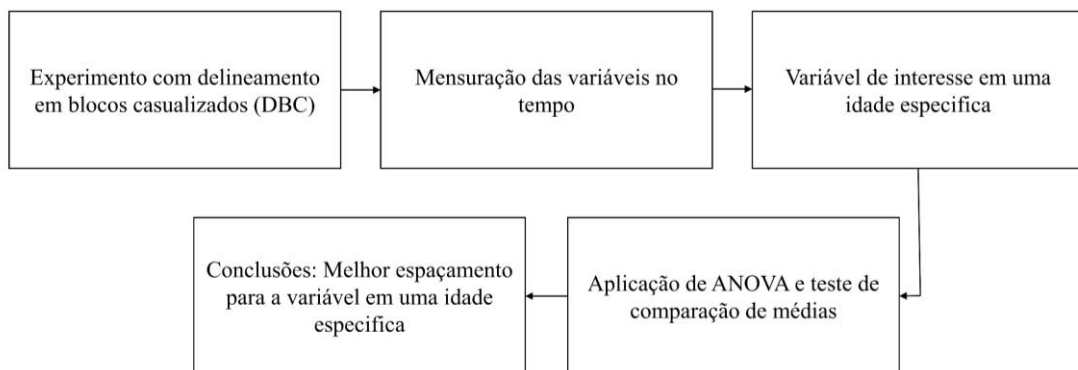 Experimento com delineamento
em blocos casualizados (DBC)
Mensuração das variáveis no
tempo
Variável de interesse em uma
idade especifica
Aplicação de ANOVA e teste de
comparação de médias
Conclusões: Melhor espaçamento
para a variável em uma idade
especifica